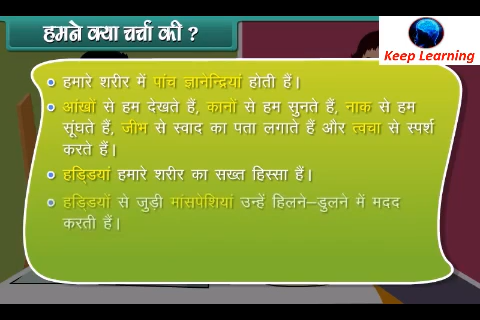 हमने क्या चर्चा की ?
Keep Learning
हमारे शरीर में पांच ज्ञानेन्द्रियां होती हैं।
आंखों से हम देखते हैं, कानों से हम सुनते हैं, नाक से हम
सूंघते हैं, जीभ से स्वाद का पता लगाते हैं और त्वचा से स्पर्श
करते हैं।
हड्डियां हमारे शरीर का सख्त हिस्सा हैं।
हड्डियों से जुड़ी मांसपेशियां उन्हें हिलने–डुलने में मदद
करती हैं।